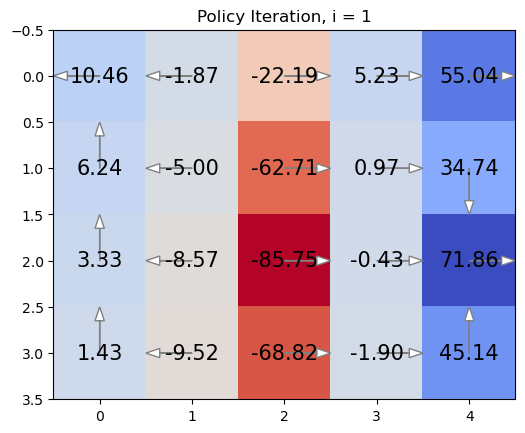 Policy Iteration, i = 1
−0.5
0.0 10.46 -1.87 -22.19 5.23 55.04
0.5
1.0 6.24 -5.00 -62.71 0.97 34.74
1.5
2.0 3.33 -8.57 -85.75 -0.43 71.86
2.5
3.0 1.43 -9.52 -68.82 -1.90 45.14
3.5
0 1 2 3 4